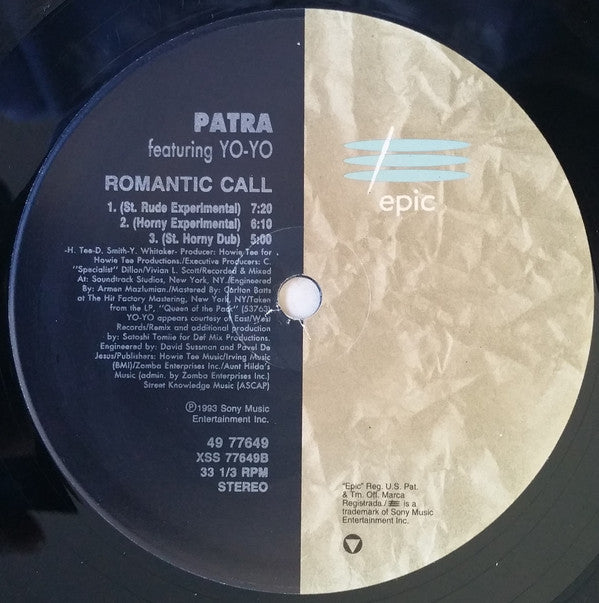 PATRA
featuring YO-YO
ROMANTIC CALL
1. (St. Rude Experimental) 7:20
2. (Horny Experimental) 6:10
3. (St. Horny Dub) 5:00
-H. Tee-D. Smith-Y. Whitaker- Producer: Howie Tee for
Howie Tee Productions./Executive Producers: C.
"Specialist" Dillon/Vivian L. Scott/Recorded & Mixed
At: Soundtrack Studios, New York, NY./Engineered
By: Armen Mazlumian./Mastered By: Carlton Batts
at The Hit Factory Mastering, New York, NY/Taken
from the LP, "Queen of the Pack" (53763)
YO-YO appears courtesy of East/West
Records/Remix and additional production
by: Satoshi Tomiie for Def Mix Productions.
Engineered by: David Sussman and Pavel De
Jesus/Publishers: Howie Tee Music/Irving Music
(BMI)/Zomba Enterprises Inc./Aunt Hilda's
Music (admin. by Zomba Enterprises Inc.)
Street Knowledge Music (ASCAP)
℗1993 Sony Music
Entertainment Inc.
49 77649
XSS 77649B
33 1/3 RPM
STEREO
epic
"Epic" Reg. U.S. Pat.
& Tm. Off. Marca
Registrada / is a
trademark of Sony Music
Entertainment Inc.